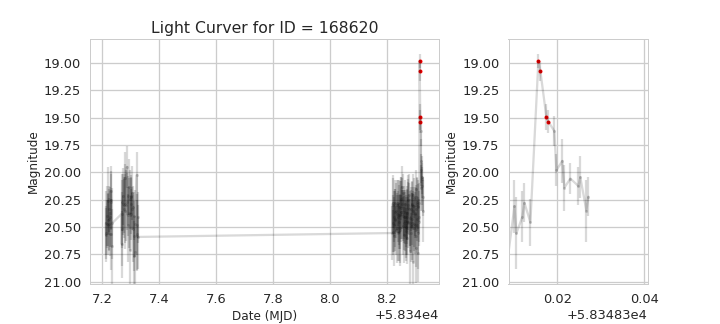 Light Curver for ID = 168620
Magnitude
19.00
19.25
19.50
19.75
20.00
20.25
20.50
20.75
21.00
7.2 7.4 7.6 7.8 8.0 8.2
Date (MJD)
+5.834e4
Magnitude
19.00
19.25
19.50
19.75
20.00
20.25
20.50
20.75
21.00
0.02 0.04
+5.83483e4